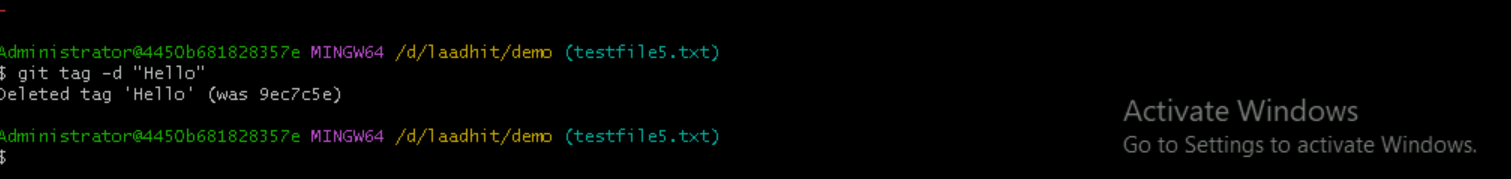 Administrator@4450b681828357e MINGW64 /d/laadhit/demo (testfile5.txt)
$ git tag -d "Hello"
Deleted tag 'Hello' (was 9ec7c5e)
Administrator@4450b681828357e MINGW64 /d/laadhit/demo (testfile5.txt)
$
Activate Windows
Go to Settings to activate Windows.